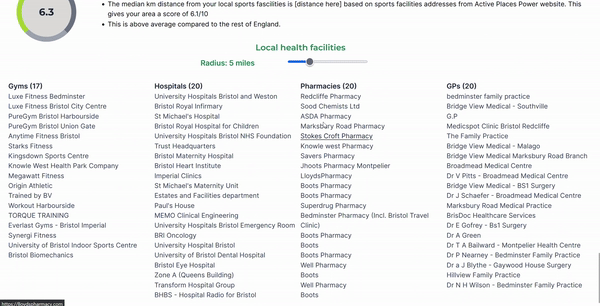 6.3
• The median km distance from your local sports fascilities is [distance here] based on sports facilities addresses from Active Places Power website. This
gives your area a score of 6.1/10
• This is above average compared to the rest of England.
Local health facilities
Radius: 5 miles
Gyms (17)
Luxe Fitness Bedminster
Luxe Fitness Bristol City Centre
PureGym Bristol Harbourside
PureGym Bristol Union Gate
Anytime Fitness Bristol
Starks Fitness
Kingsdown Sports Centre
Knowle West Health Park Company
Megawatt Fitness
Origin Athletic
Trained by BV
Workout Harbourside
TORQUE TRAINING
Everlast Gyms - Bristol Imperial
Synergi Fitness
University of Bristol Indoor Sports Centre
Bristol Biomechanics
Hospitals (20)
University Hospitals Bristol and Weston
Bristol Royal Infirmary
St Michael's Hospital
Bristol Royal Hospital for Children
University Hospitals Bristol NHS Foundation
Trust Headquarters
Bristol Maternity Hospital
Bristol Heart Institute
Imperial Clinics
St Michael's Maternity Unit
Estates and Facilities department
Paul's House
MEMO Clinical Engineering
University Hospitals Bristol Emergency Room
BRI Oncology
University Hospital Bristol
University of Bristol Dental Hospital
Bristol Eye Hospital
Zone A (Queens Building)
Transform Hospital Group
BHBS - Hospital Radio for Bristol
Pharmacies (20)
Redcliffe Pharmacy
Sood Chemists Ltd
ASDA Pharmacy
Marksbury Road Pharmacy
Stokes Croft Pharmacy
Knowle west Pharmacy
Savers Pharmacy
Jhoots Pharmacy Montpelier
LloydsPharmacy
Boots Pharmacy
Boots Pharmacy
Superdrug Pharmacy
Bedminster Pharmacy (Incl. Bristol Travel
Clinic)
Boots Pharmacy
Boots
Boots Pharmacy
Well Pharmacy
Boots
Well Pharmacy
Boots
GPs (20)
bedminster family practice
Bridge View Medical - Southville
G.P
Medicspot Clinic Bristol Redcliffe
The Family Practice
Bridge View Medical - Malago
Bridge View Medical Marksbury Road Branch
Broadmead Medical Centre
Dr V Pitts - Broadmead Medical Centre
Bridge View Medical - BS1 Surgery
Dr J Schaefer - Broadmead Medical Centre
Marksbury Road Medical Practice
BrisDoc Healthcare Services
Dr E Gofrey - Bs1 Surgery
Dr A Green
Dr T A Bailward - Montpelier Health Centre
Dr P Nearney - Bedminster Family Practice
Dr a J Blythe - Gaywood House Surgery
Hillview Family Practice
Dr N H Wilson - Bedminster Family Practice
https://lloydspharmacy.com